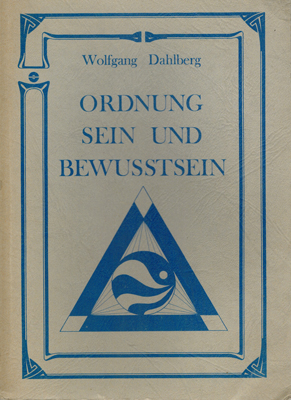 Wolfgang Dahlberg
ORDNUNG
SEIN UND
BEWUSSTSEIN